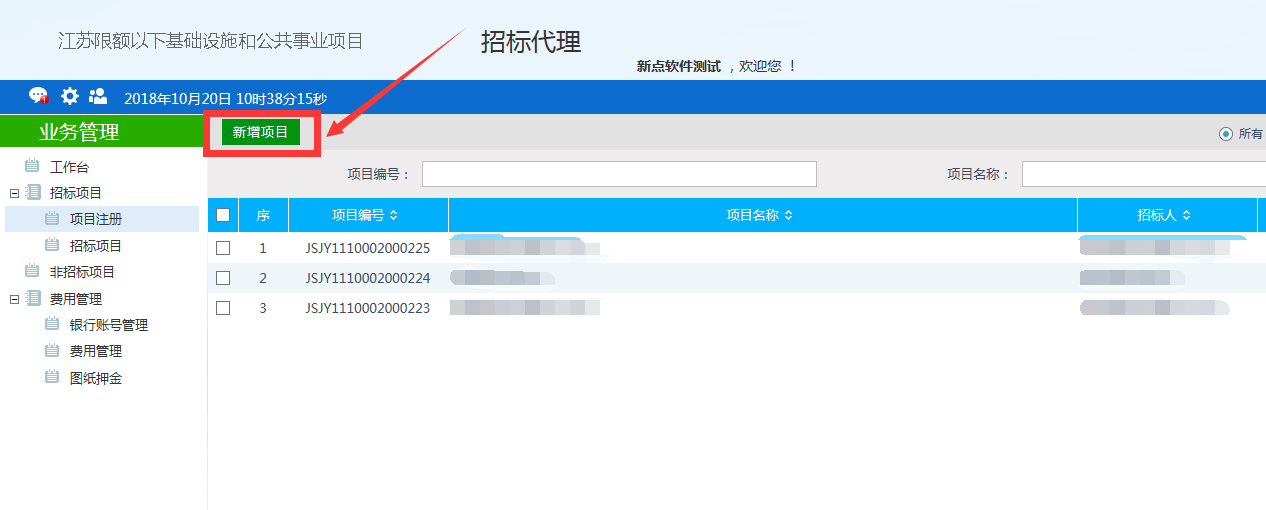 江苏限额以下基础设施和公共事业项目
招标代理
新点软件测试 ，欢迎您 ！
2018年10月20日 10时38分15秒
业务管理
新增项目
所有
工作台
招标项目
项目注册
招标项目
非招标项目
费用管理
银行账号管理
费用管理
图纸押金
项目编号： 项目名称：
序 项目编号 项目名称 招标人
1 JSJY1110002000225
2 JSJY1110002000224
3 JSJY1110002000223